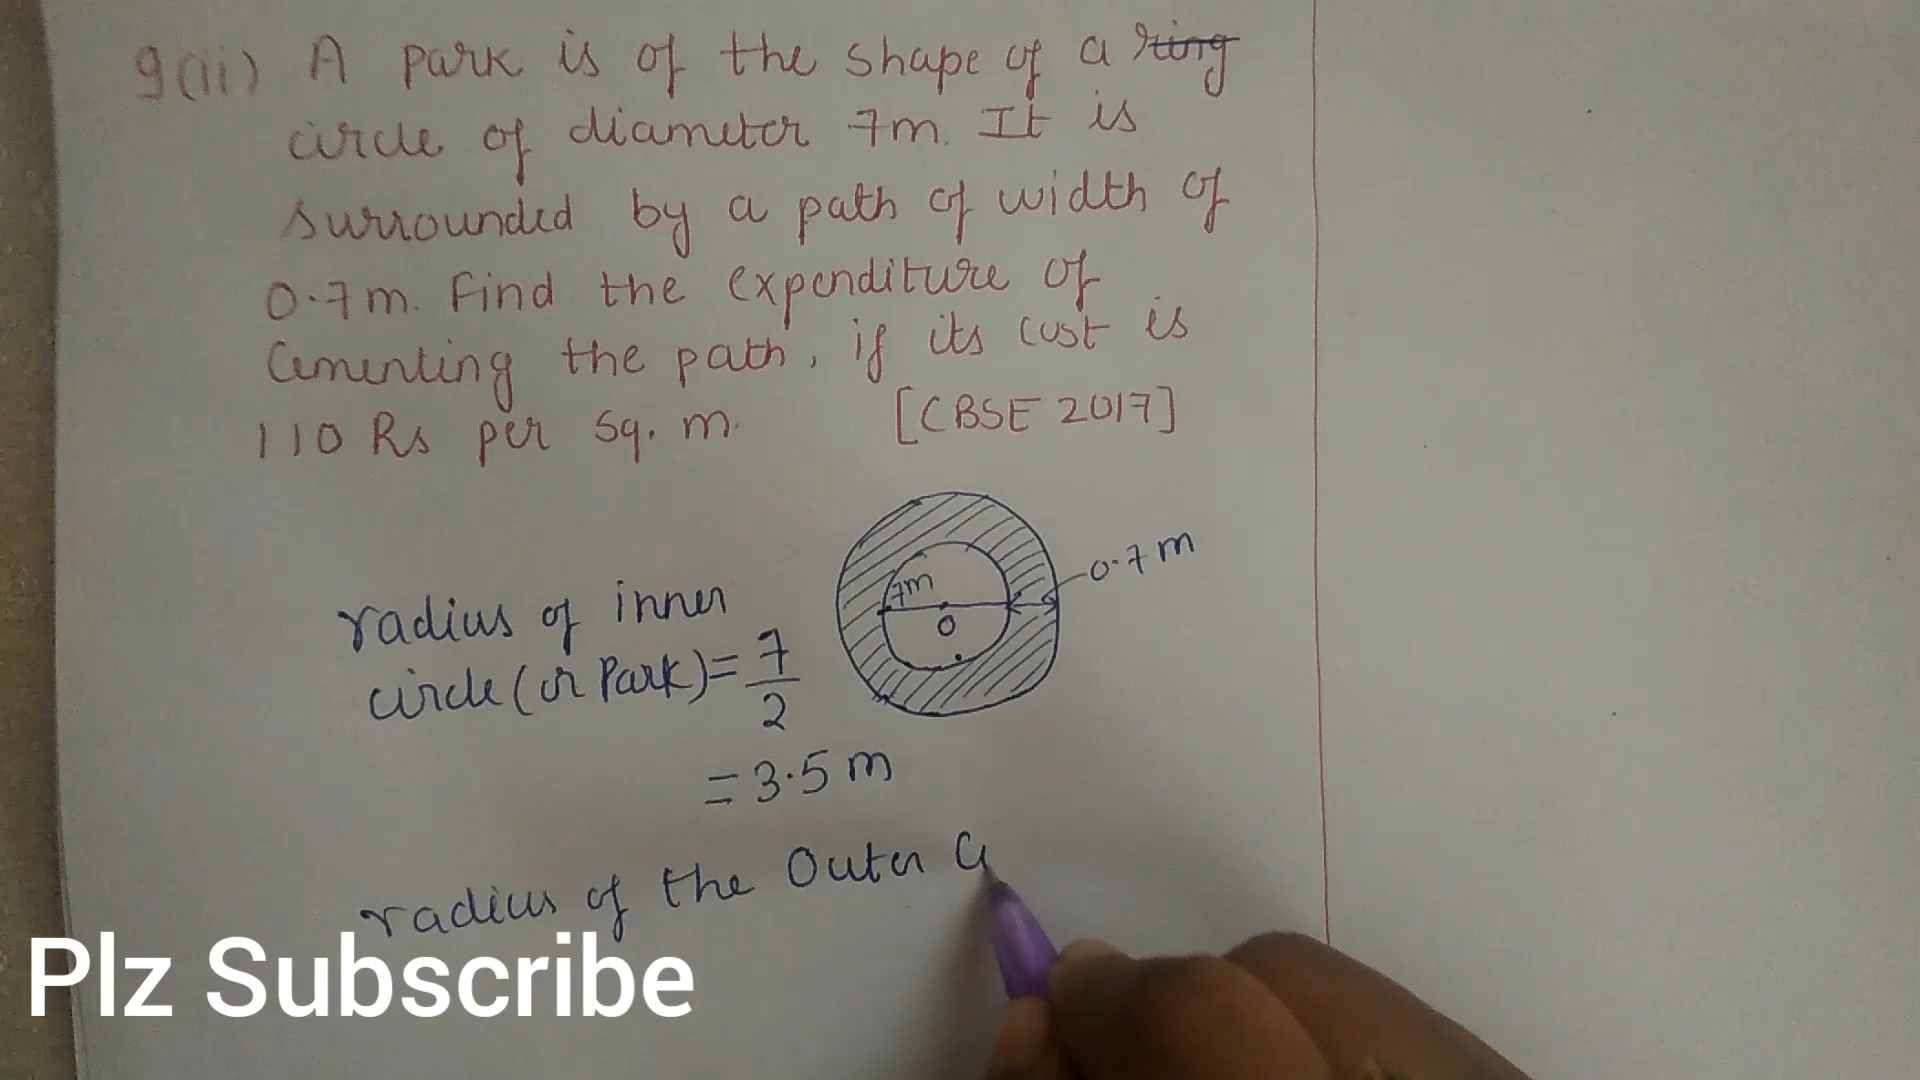 9(ii) A park is of the shape of a ring
circle of diameter 7m. It is
surrounded by a path of width of
0.7m. Find the expenditure of
Cementing the path, if its cost is
110 Rs per sq. m. [CBSE 2017]
7m
0.7 m
O
radius of inner
circle (or Park) = 7/2
= 3.5 m
radius of the Outer Ci
Plz Subscribe